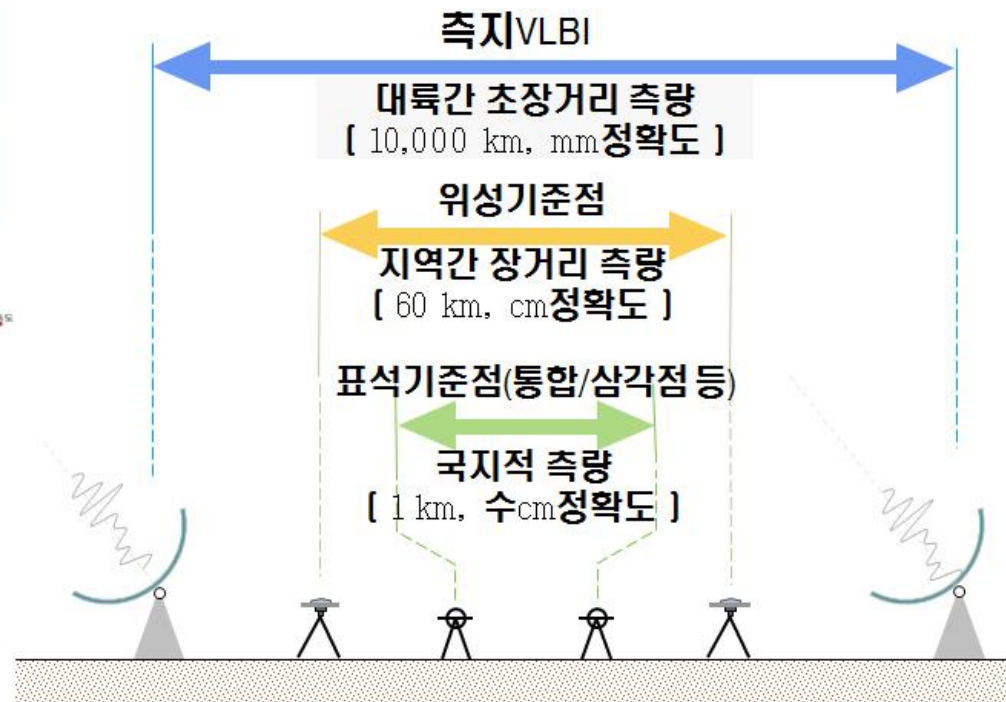 측지VLBI
대륙간 초장거리 측량
[ 10,000 km, mm정확도 ]
위성기준점
지역간 장거리 측량
[ 60 km, cm정확도 ]
표석기준점(통합/삼각점 등)
국지적 측량
[ 1 km, 수cm정확도 ]